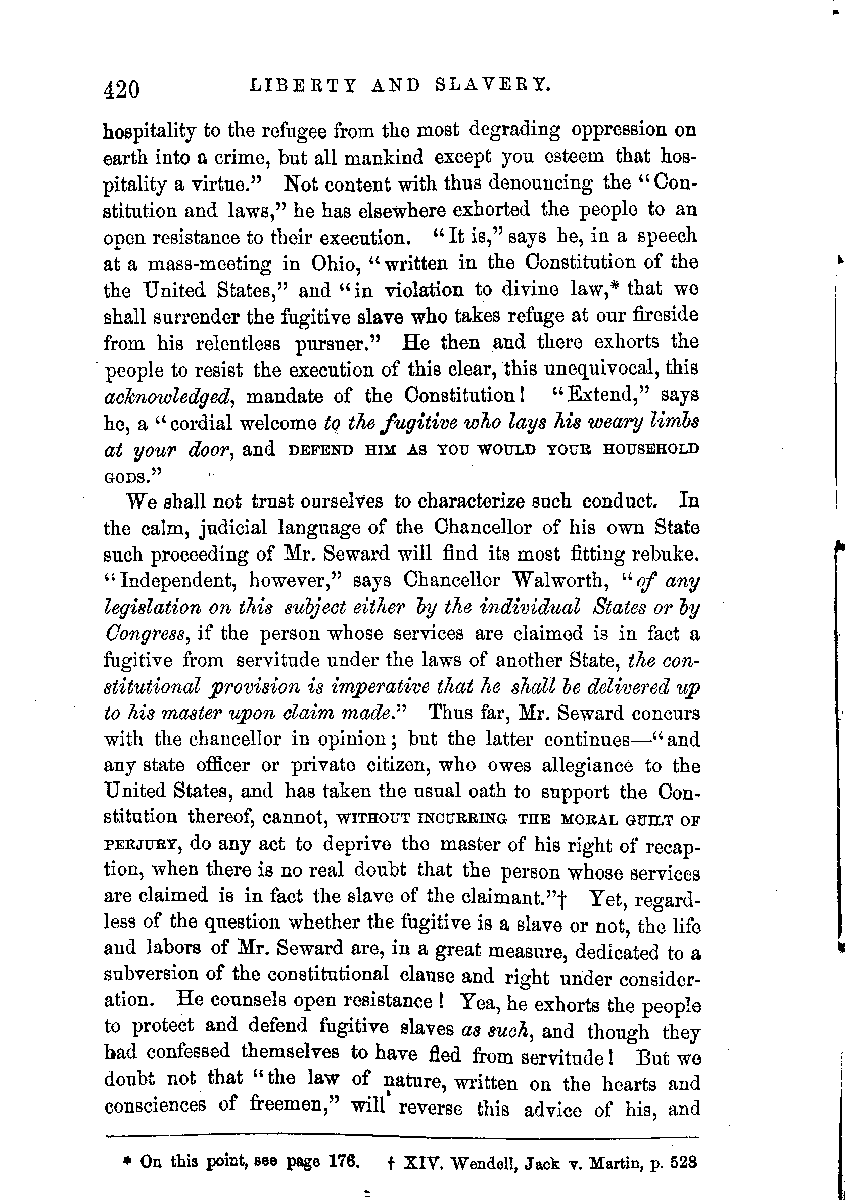 420 LIBERTY AND SLAVERY.
hospitality to the refugee from the most degrading oppression on
earth into a crime, but all mankind except you esteem that hos-
pitality a virtue.” Not content with thus denouncing the “Con-
stitution and laws,” he has elsewhere exhorted the people to an
open resistance to their execution. “It is,” says he, in a speech
at a mass-meeting in Ohio, “written in the Constitution of the
the United States,” and “in violation to divine law,* that we
shall surrender the fugitive slave who takes refuge at our fireside
from his relentless pursuer.” He then and there exhorts the
people to resist the execution of this clear, this unequivocal, this
acknowledged, mandate of the Constitution! “Extend,” says
he, a “cordial welcome to the fugitive who lays his weary limbs
at your door, and DEFEND HIM AS YOU WOULD YOUR HOUSEHOLD
GODS.”
We shall not trust ourselves to characterize such conduct. In
the calm, judicial language of the Chancellor of his own State
such proceeding of Mr. Seward will find its most fitting rebuke.
“Independent, however,” says Chancellor Walworth, “of any
legislation on this subject either by the individual States or by
Congress, if the person whose services are claimed is in fact a
fugitive from servitude under the laws of another State, the con-
stitutional provision is imperative that he shall be delivered up
to his master upon claim made.” Thus far, Mr. Seward concurs
with the chancellor in opinion; but the latter continues—“and
any state officer or private citizen, who owes allegiance to the
United States, and has taken the usual oath to support the Con-
stitution thereof, cannot, WITHOUT INCURRING THE MORAL GUILT OF
PERJURY, do any act to deprive the master of his right of recap-
tion, when there is no real doubt that the person whose services
are claimed is in fact the slave of the claimant.”† Yet, regard-
less of the question whether the fugitive is a slave or not, the life
and labors of Mr. Seward are, in a great measure, dedicated to a
subversion of the constitutional clause and right under consider-
ation. He counsels open resistance! Yea, he exhorts the people
to protect and defend fugitive slaves as such, and though they
had confessed themselves to have fled from servitude! But we
doubt not that “the law of nature, written on the hearts and
consciences of freemen,” will reverse this advice of his, and
* On this point, see page 176. † XIV. Wendell, Jack v. Martin, p. 528